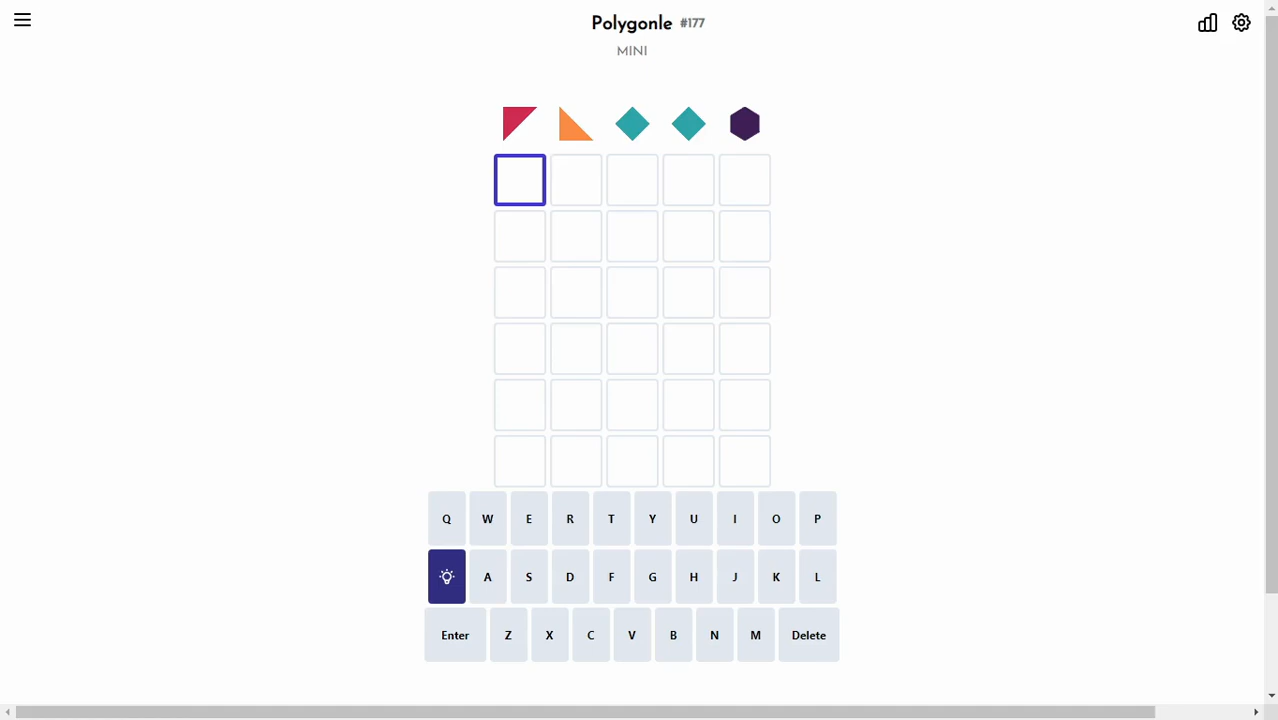 Polygonle #177
MINI
Q W E R T Y U I O P
A S D F G H J K L
Enter Z X C V B N M Delete